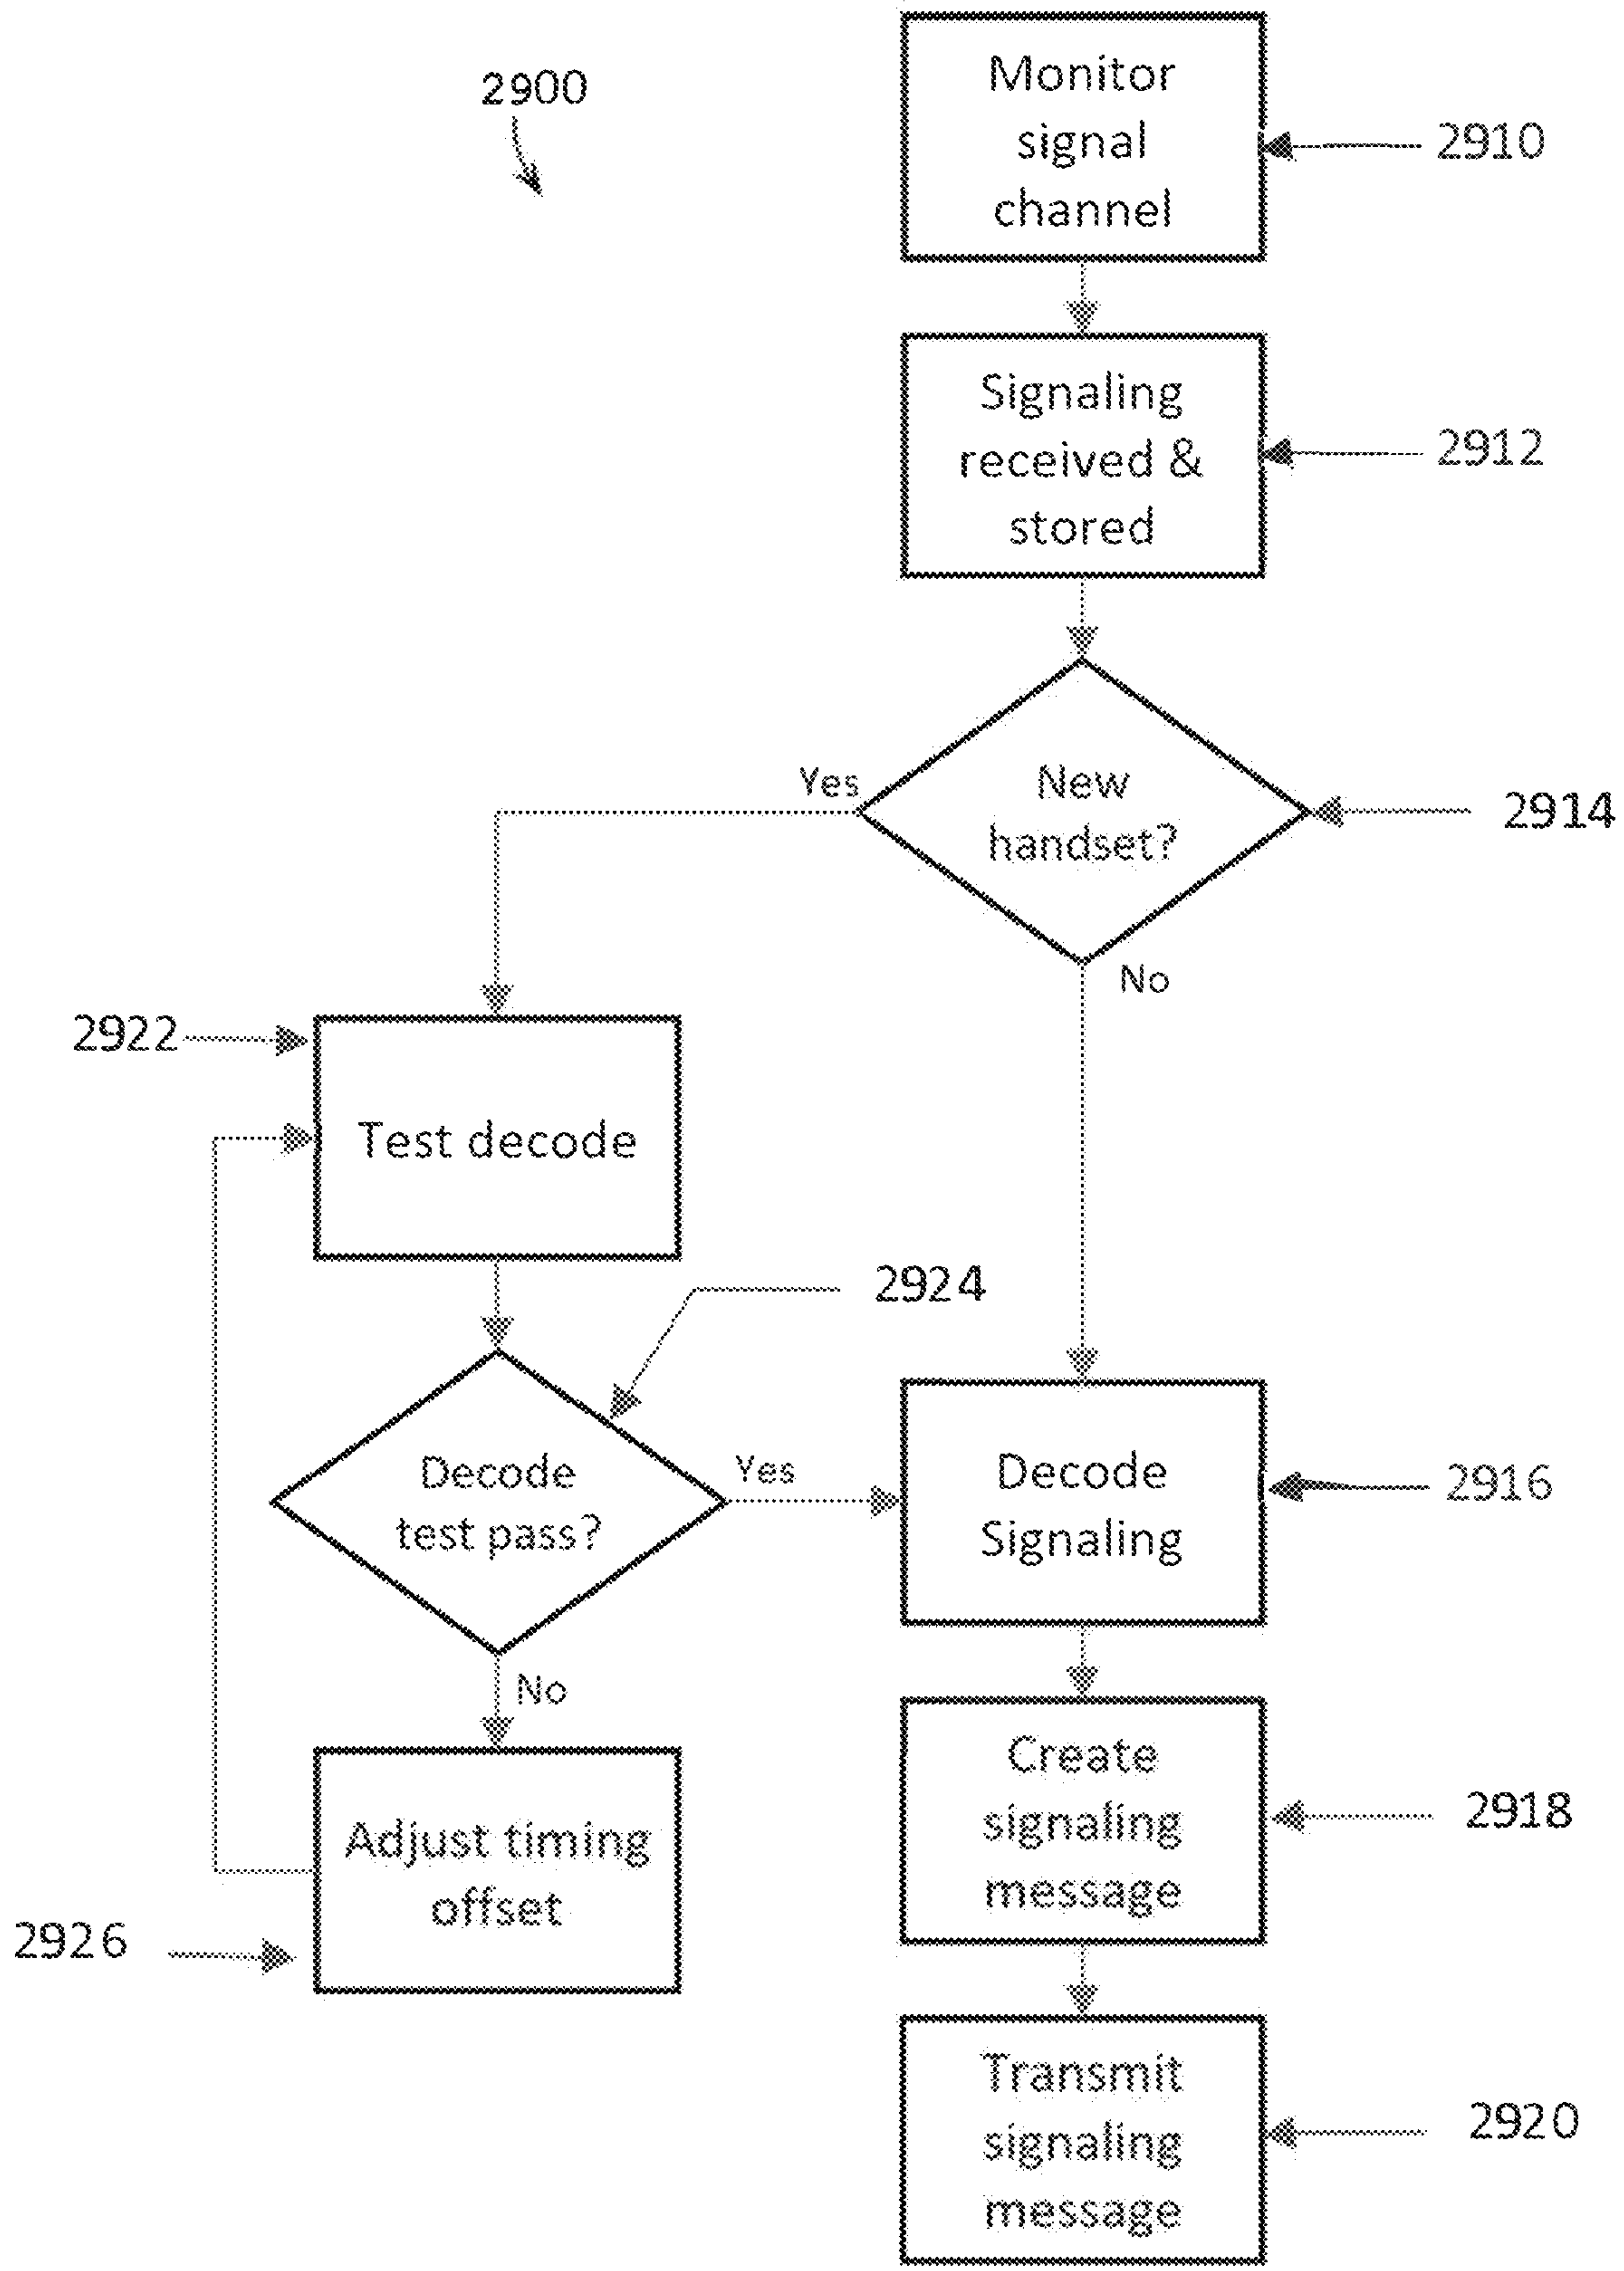 2900
Monitor
signal
channel
2910
Signaling
received &
stored
2912
New
handset?
Yes
No
2914
2922
Test decode
2924
Decode
test pass?
Yes
No
Decode
Signaling
2916
Adjust timing
offset
2926
Create
signaling
message
2918
Transmit
signaling
message
2920